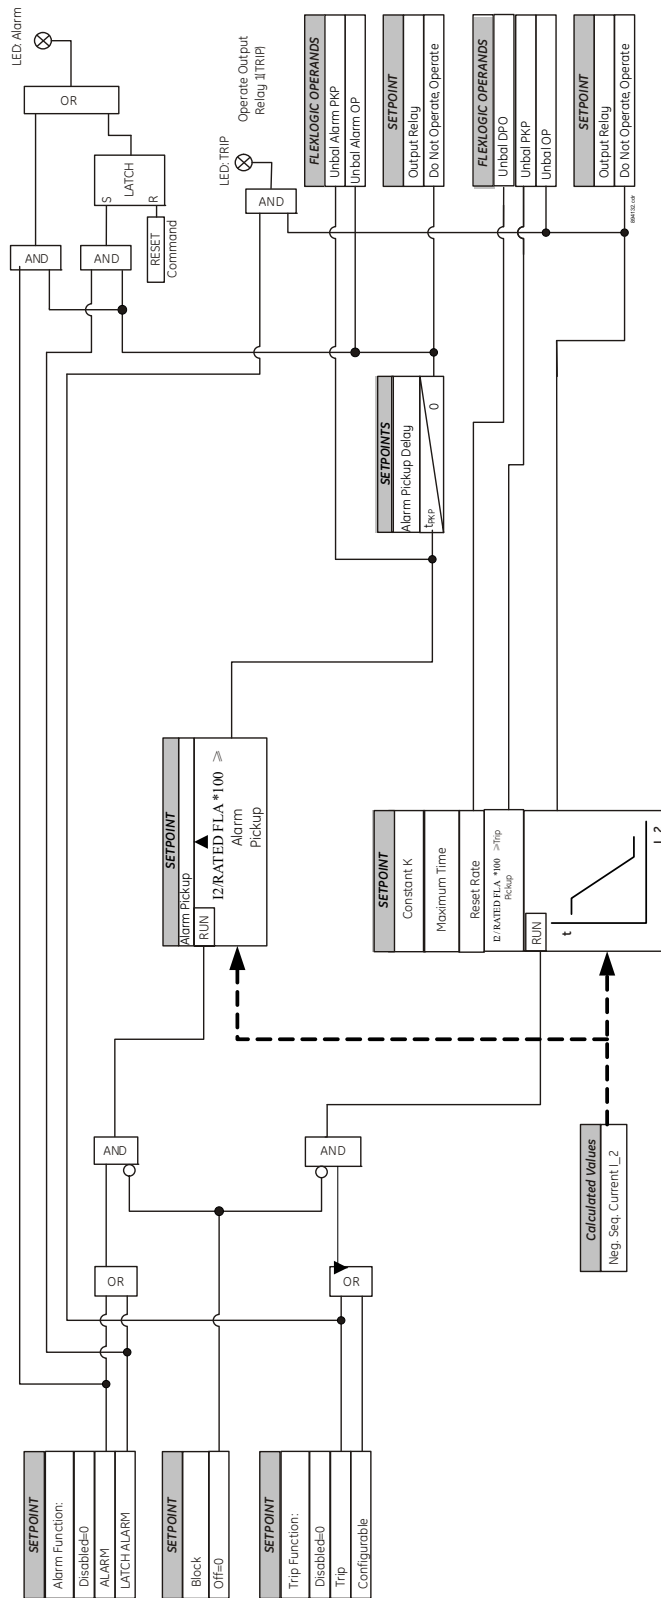 SETPOINT
Alarm Function:
Disabled=0
ALARM
LATCH ALARM
SETPOINT
Block
Off=0
SETPOINT
Trip Function:
Disabled=0
Trip
Configurable
OR
OR
AND
AND
Calculated Values
Neg. Seq. Current I_2
SETPOINT
Alarm Pickup
RUN
I2/RATED FLA *100 ≥
Alarm
Pickup
SETPOINT
Constant K
Maximum Time
Reset Rate
I2/ RATED FLA *100 ≥Trip
Pickup
RUN
t
I_2
SETPOINTS
Alarm Pickup Delay
tPKP
0
AND
AND
RESET
Command
S
R
LATCH
OR
LED: Alarm
AND
LED: TRIP
Operate Output
Relay 1(TRIP)
FLEXLOGIC OPERANDS
Unbal Alarm PKP
Unbal Alarm OP
SETPOINT
Output Relay
Do Not Operate, Operate
FLEXLOGIC OPERANDS
Unbal DPO
Unbal PKP
Unbal OP
SETPOINT
Output Relay
Do Not Operate, Operate
894132.cdr